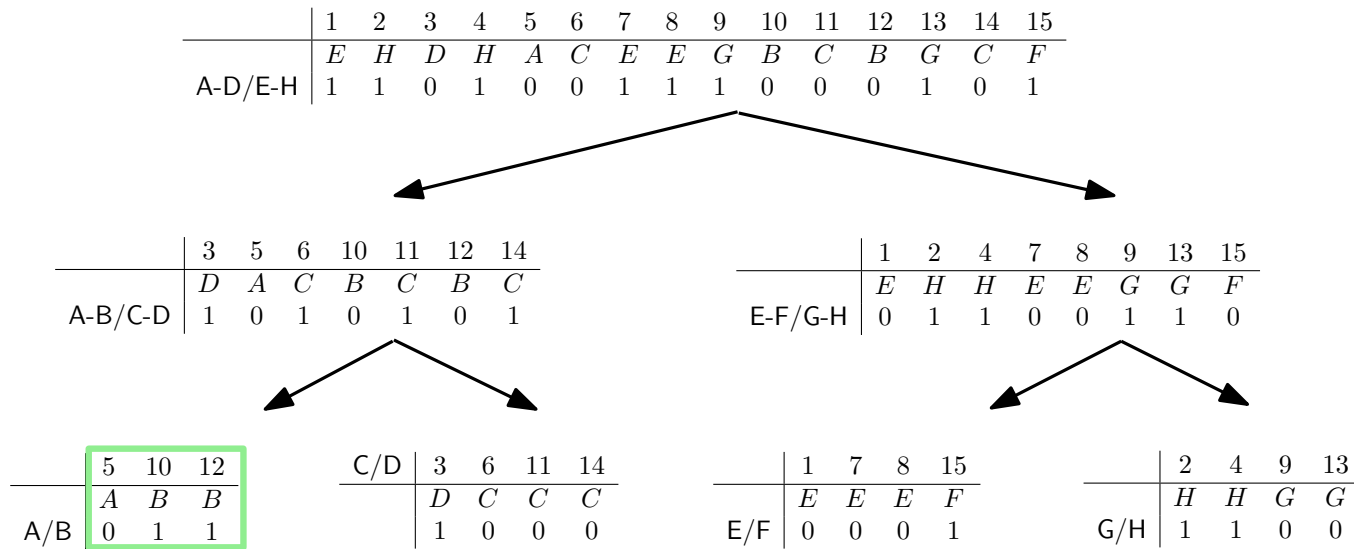 1 2 3 4 5 6 7 8 9 10 11 12 13 14 15
E H D H A C E E G B C B G C F
A-D/E-H 1 1 0 1 0 0 1 1 1 0 0 0 1 0 1
3 5 6 10 11 12 14
D A C B C B C
A-B/C-D 1 0 1 0 1 0 1
1 2 4 7 8 9 13 15
E H H E E G G F
E-F/G-H 0 1 1 0 0 1 1 0
5 10 12
A B B
A/B 0 1 1
C/D 3 6 11 14
D C C C
1 0 0 0
1 7 8 15
E E E F
E/F 0 0 0 1
2 4 9 13
H H G G
G/H 1 1 0 0